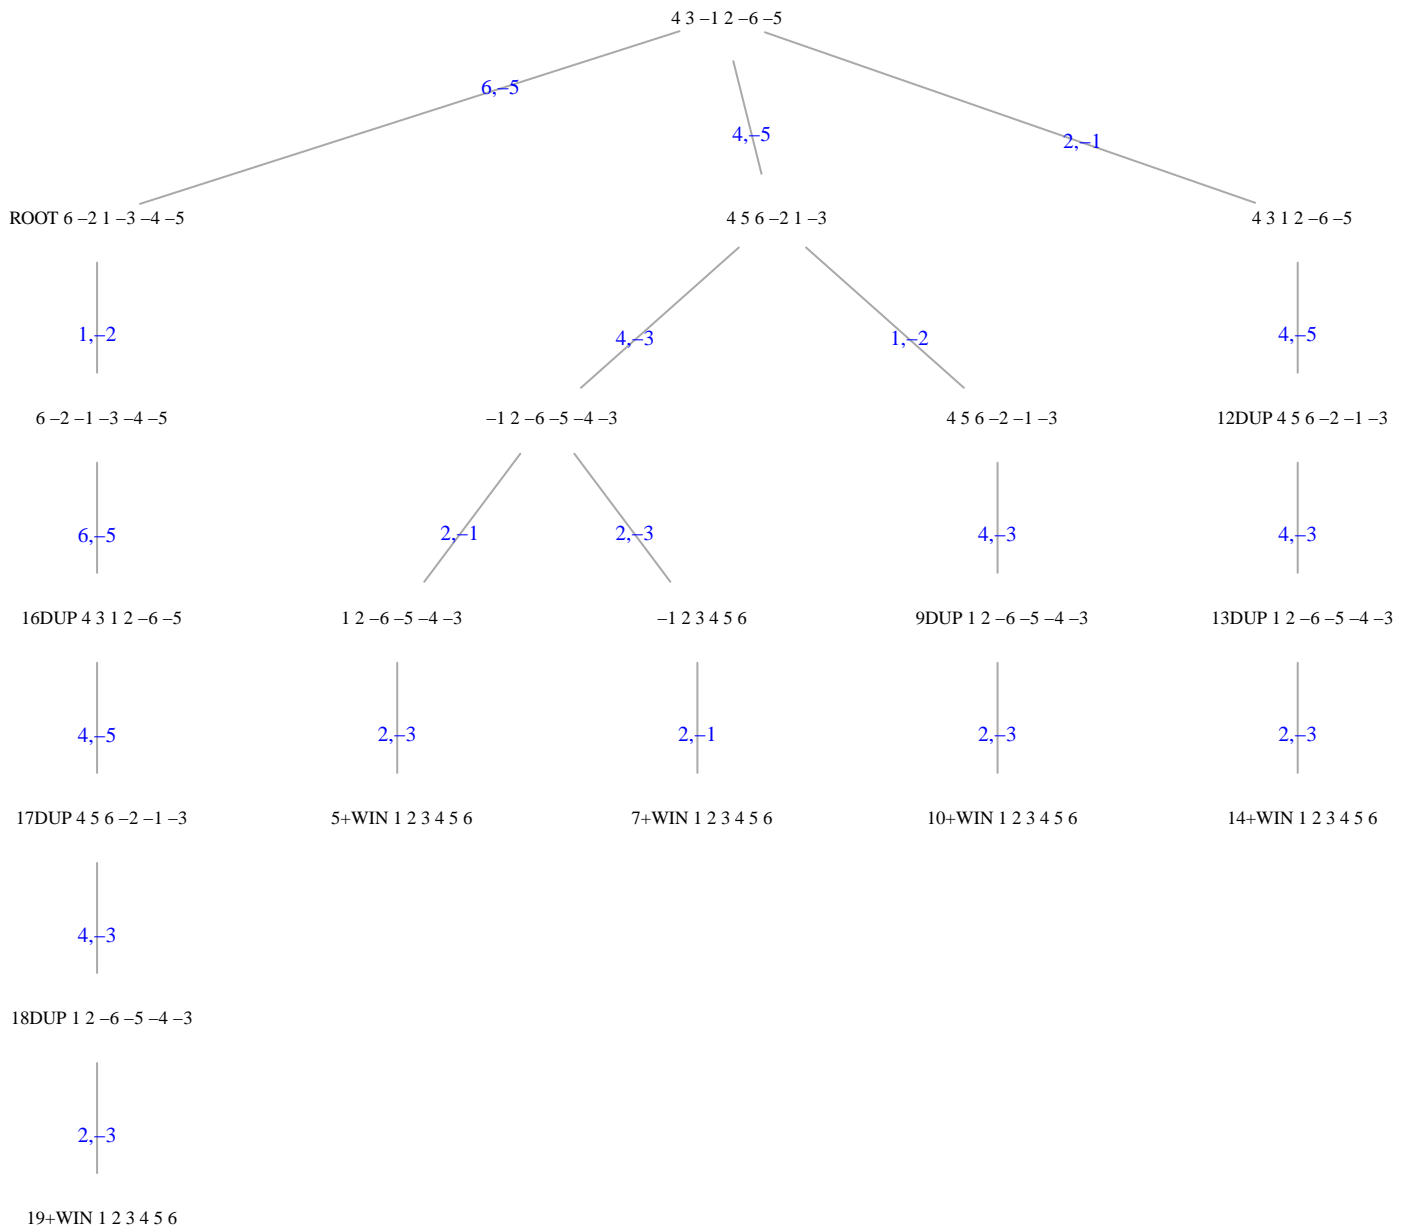 4 3 –1 2 –6 –5
6,–5
4,–5
2,–1
ROOT 6 –2 1 –3 –4 –5
4 5 6 –2 1 –3
4 3 1 2 –6 –5
1,–2
4,–3
1,–2
4,–5
6 –2 –1 –3 –4 –5
–1 2 –6 –5 –4 –3
4 5 6 –2 –1 –3
12DUP 4 5 6 –2 –1 –3
6,–5
2,–1
2,–3
4,–3
4,–3
16DUP 4 3 1 2 –6 –5
1 2 –6 –5 –4 –3
–1 2 3 4 5 6
9DUP 1 2 –6 –5 –4 –3
13DUP 1 2 –6 –5 –4 –3
4,–5
2,–3
2,–1
2,–3
2,–3
17DUP 4 5 6 –2 –1 –3
5+WIN 1 2 3 4 5 6
7+WIN 1 2 3 4 5 6
10+WIN 1 2 3 4 5 6
14+WIN 1 2 3 4 5 6
4,–3
18DUP 1 2 –6 –5 –4 –3
2,–3
19+WIN 1 2 3 4 5 6